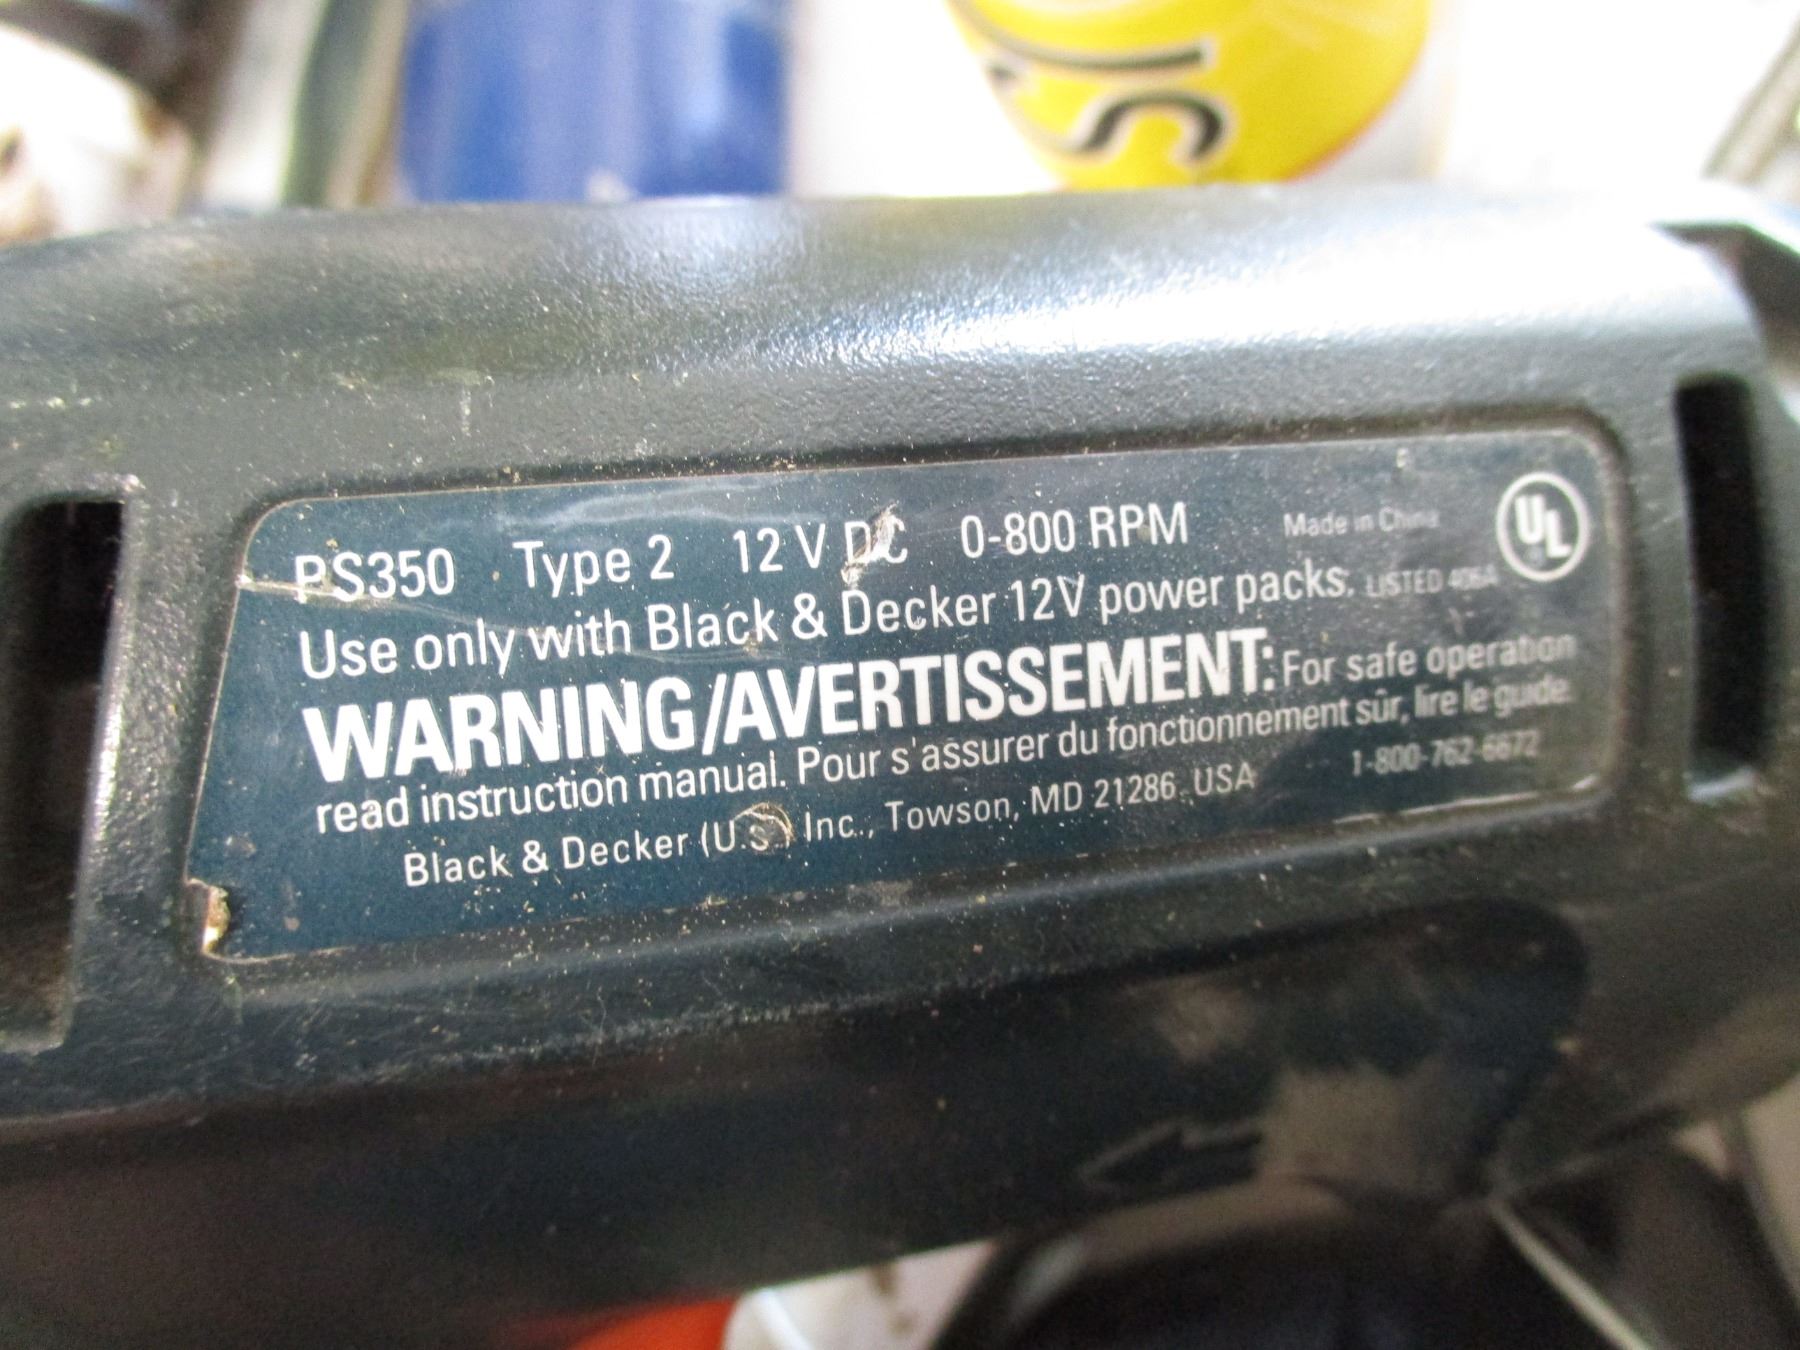 PS350 Type 2 12 V DC 0-800 RPM Made in China
Use only with Black & Decker 12V power packs. LISTED 406A
UL
WARNING/AVERTISSEMENT: For safe operation
read instruction manual. Pour s'assurer du fonctionnement sûr, lire le guide.
Black & Decker (U.S.) Inc., Towson, MD 21286 USA 1-800-762-6672